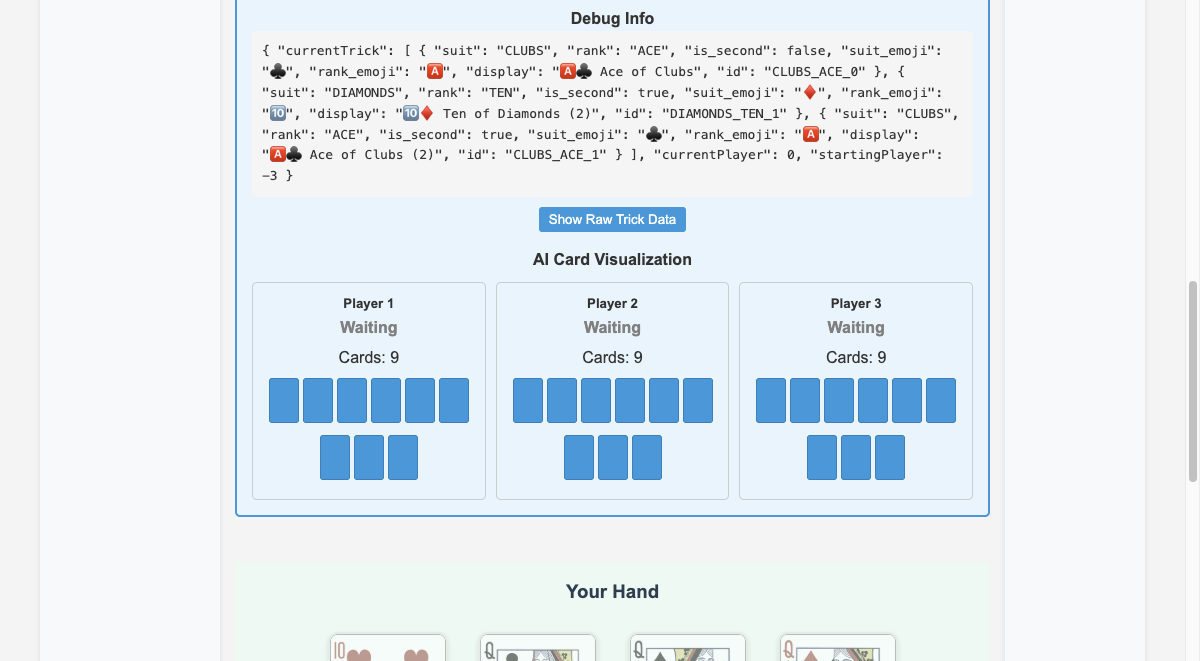 Debug Info
{ "currentTrick": [ { "suit": "CLUBS", "rank": "ACE", "is_second": false, "suit_emoji":
"♣️", "rank_emoji": "🅰️", "display": "🅰️♣️ Ace of Clubs", "id": "CLUBS_ACE_0" }, {
"suit": "DIAMONDS", "rank": "TEN", "is_second": true, "suit_emoji": "♦️", "rank_emoji":
"🔟", "display": "🔟♦️ Ten of Diamonds (2)", "id": "DIAMONDS_TEN_1" }, { "suit": "CLUBS",
"rank": "ACE", "is_second": true, "suit_emoji": "♣️", "rank_emoji": "🅰️", "display":
"🅰️♣️ Ace of Clubs (2)", "id": "CLUBS_ACE_1" } ], "currentPlayer": 0, "startingPlayer":
-3 }
Show Raw Trick Data
AI Card Visualization
Player 1
Waiting
Cards: 9
Player 2
Waiting
Cards: 9
Player 3
Waiting
Cards: 9
Your Hand
10
Q
Q
Q